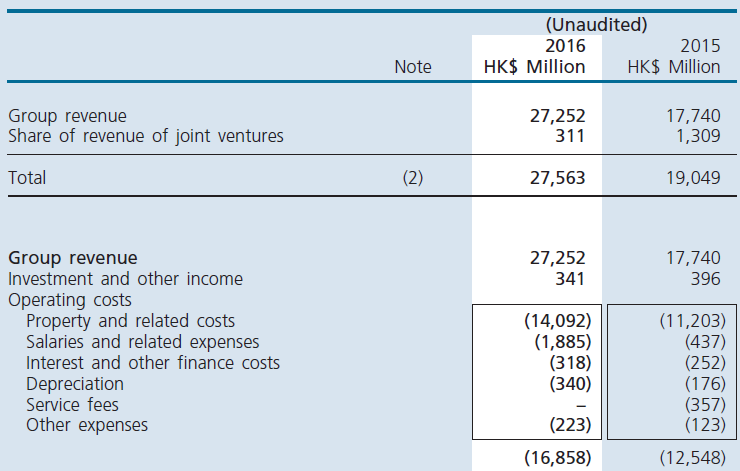 (Unaudited)
2016 2015
Note HK$ Million HK$ Million
Group revenue 27,252 17,740
Share of revenue of joint ventures 311 1,309
Total (2) 27,563 19,049
Group revenue 27,252 17,740
Investment and other income 341 396
Operating costs
Property and related costs (14,092) (11,203)
Salaries and related expenses (1,885) (437)
Interest and other finance costs (318) (252)
Depreciation (340) (176)
Service fees – (357)
Other expenses (223) (123)
(16,858) (12,548)